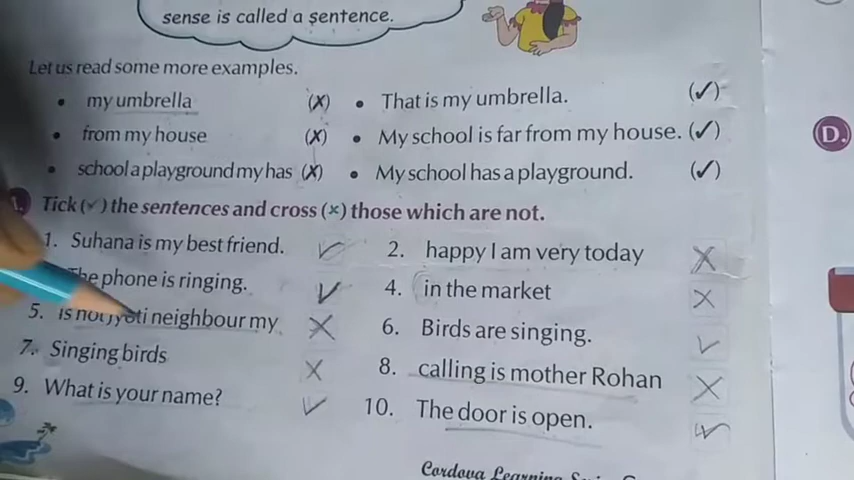 sense is called a sentence.
Let us read some more examples.
• my umbrella (✗) • That is my umbrella. (✓)
• from my house (✗) • My school is far from my house. (✓)
• school a playground my has (✗) • My school has a playground. (✓)
Tick (✓) the sentences and cross (×) those which are not.
1. Suhana is my best friend. ✓ 2. happy I am very today ✗
The phone is ringing. ✓ 4. in the market ✗
5. is not Jyoti neighbour my ✗ 6. Birds are singing. ✓
7. Singing birds ✗ 8. calling is mother Rohan ✗
9. What is your name? ✓ 10. The door is open. ✓
Cordova Learning
D.